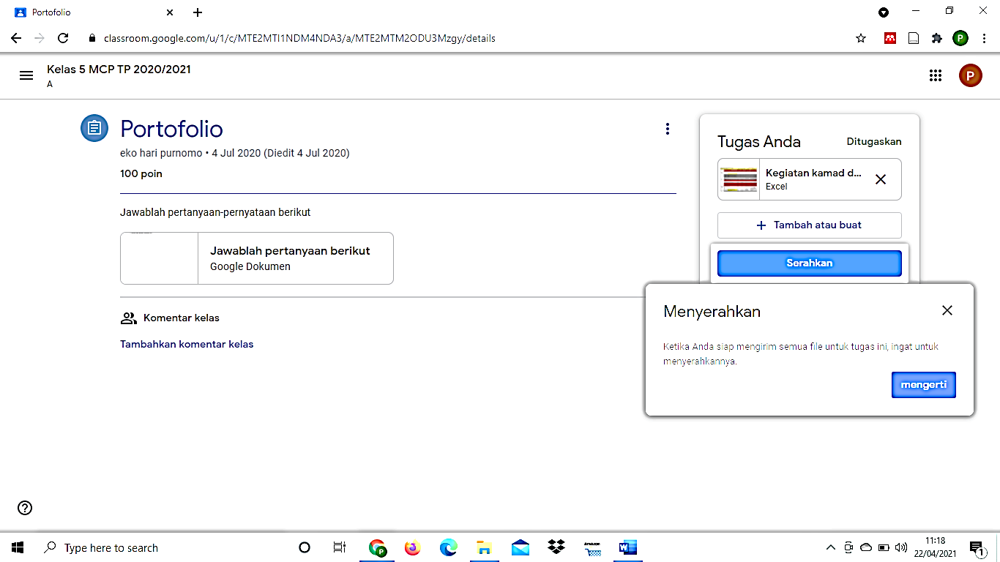 Portofolio
classroom.google.com/u/1/c/MTE2MTI1NDM4NDA3/a/MTE2MTM2ODU3Mzgy/details
P
Kelas 5 MCP TP 2020/2021
A
P
Portofolio
eko hari purnomo • 4 Jul 2020 (Diedit 4 Jul 2020)
100 poin
Jawablah pertanyaan-pernyataan berikut
Jawablah pertanyaan berikut
Google Dokumen
Komentar kelas
Tambahkan komentar kelas
Tugas Anda
Ditugaskan
Kegiatan kamad d...
Excel
+ Tambah atau buat
Serahkan
Menyerahkan
Ketika Anda siap mengirim semua file untuk tugas ini, ingat untuk
menyerahkannya.
mengerti
Type here to search
P
W
11:18
22/04/2021
1